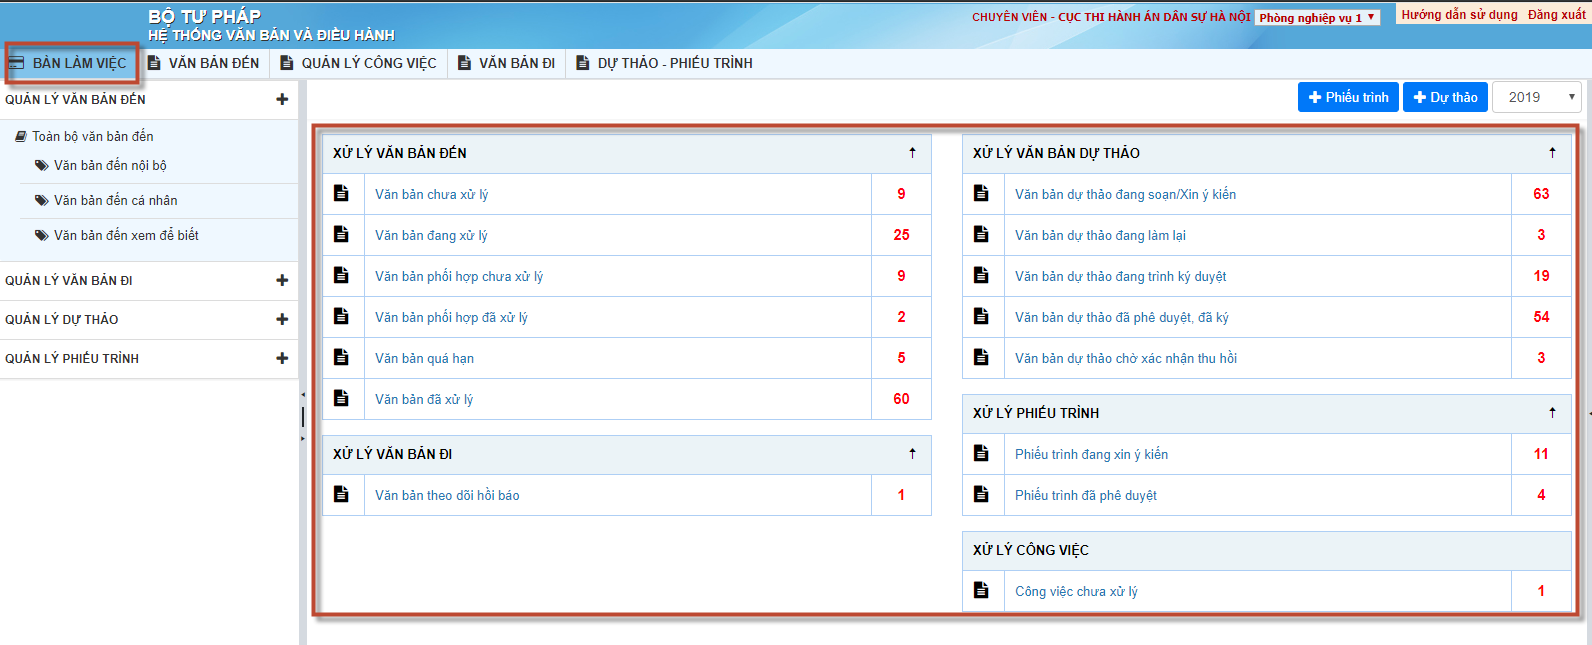 BỘ TƯ PHÁP
HỆ THỐNG VĂN BẢN VÀ ĐIỀU HÀNH
CHUYÊN VIÊN - CỤC THI HÀNH ÁN DÂN SỰ HÀ NỘI
Phòng nghiệp vụ 1
Hướng dẫn sử dụng
Đăng xuất
BÀN LÀM VIỆC
VĂN BẢN ĐẾN
QUẢN LÝ CÔNG VIỆC
VĂN BẢN ĐI
DỰ THẢO - PHIẾU TRÌNH
QUẢN LÝ VĂN BẢN ĐẾN
Toàn bộ văn bản đến
Văn bản đến nội bộ
Văn bản đến cá nhân
Văn bản đến xem để biết
QUẢN LÝ VĂN BẢN ĐI
QUẢN LÝ DỰ THẢO
QUẢN LÝ PHIẾU TRÌNH
Phiếu trình
Dự thảo
2019
XỬ LÝ VĂN BẢN ĐẾN
Văn bản chưa xử lý 9
Văn bản đang xử lý 25
Văn bản phối hợp chưa xử lý 9
Văn bản phối hợp đã xử lý 2
Văn bản quá hạn 5
Văn bản đã xử lý 60
XỬ LÝ VĂN BẢN ĐI
Văn bản theo dõi hồi báo 1
XỬ LÝ VĂN BẢN DỰ THẢO
Văn bản dự thảo đang soạn/Xin ý kiến 63
Văn bản dự thảo đang làm lại 3
Văn bản dự thảo đang trình ký duyệt 19
Văn bản dự thảo đã phê duyệt, đã ký 54
Văn bản dự thảo chờ xác nhận thu hồi 3
XỬ LÝ PHIẾU TRÌNH
Phiếu trình đang xin ý kiến 11
Phiếu trình đã phê duyệt 4
XỬ LÝ CÔNG VIỆC
Công việc chưa xử lý 1